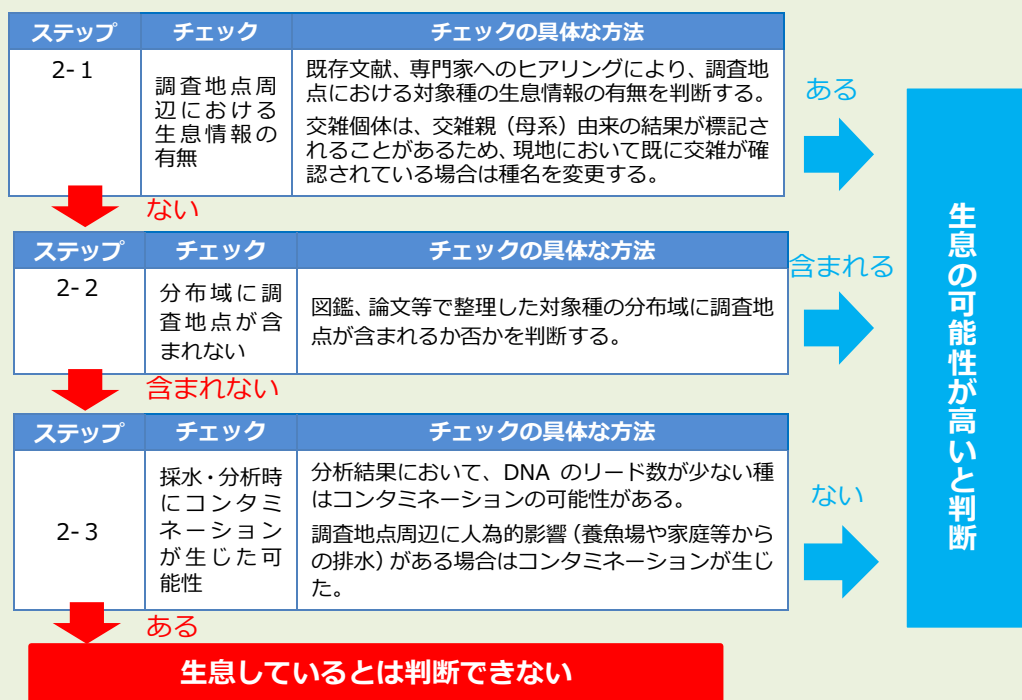 ステップ チェック チェックの具体な方法
2-1
調査地点周
辺における
生息情報の
有無
既存文献、専門家へのヒアリングにより、調査地
点における対象種の生息情報の有無を判断する。
交雑個体は、交雑親（母系）由来の結果が標記さ
れることがあるため、現地において既に交雑が確
認されている場合は種名を変更する。
ある
ない
ステップ チェック チェックの具体な方法
2-2
分布域に調
査地点が含
まれない
図鑑、論文等で整理した対象種の分布域に調査地
点が含まれるか否かを判断する。
含まれる
含まれない
ステップ チェック チェックの具体な方法
2-3
採水・分析時
にコンタミ
ネーション
が生じた可
能性
分析結果において、DNA のリード数が少ない種
はコンタミネーションの可能性がある。
調査地点周辺に人為的影響（養魚場や家庭等から
の排水）がある場合はコンタミネーションが生じ
た。
ない
ある
生息の可能性が高いと判断
生息しているとは判断できない